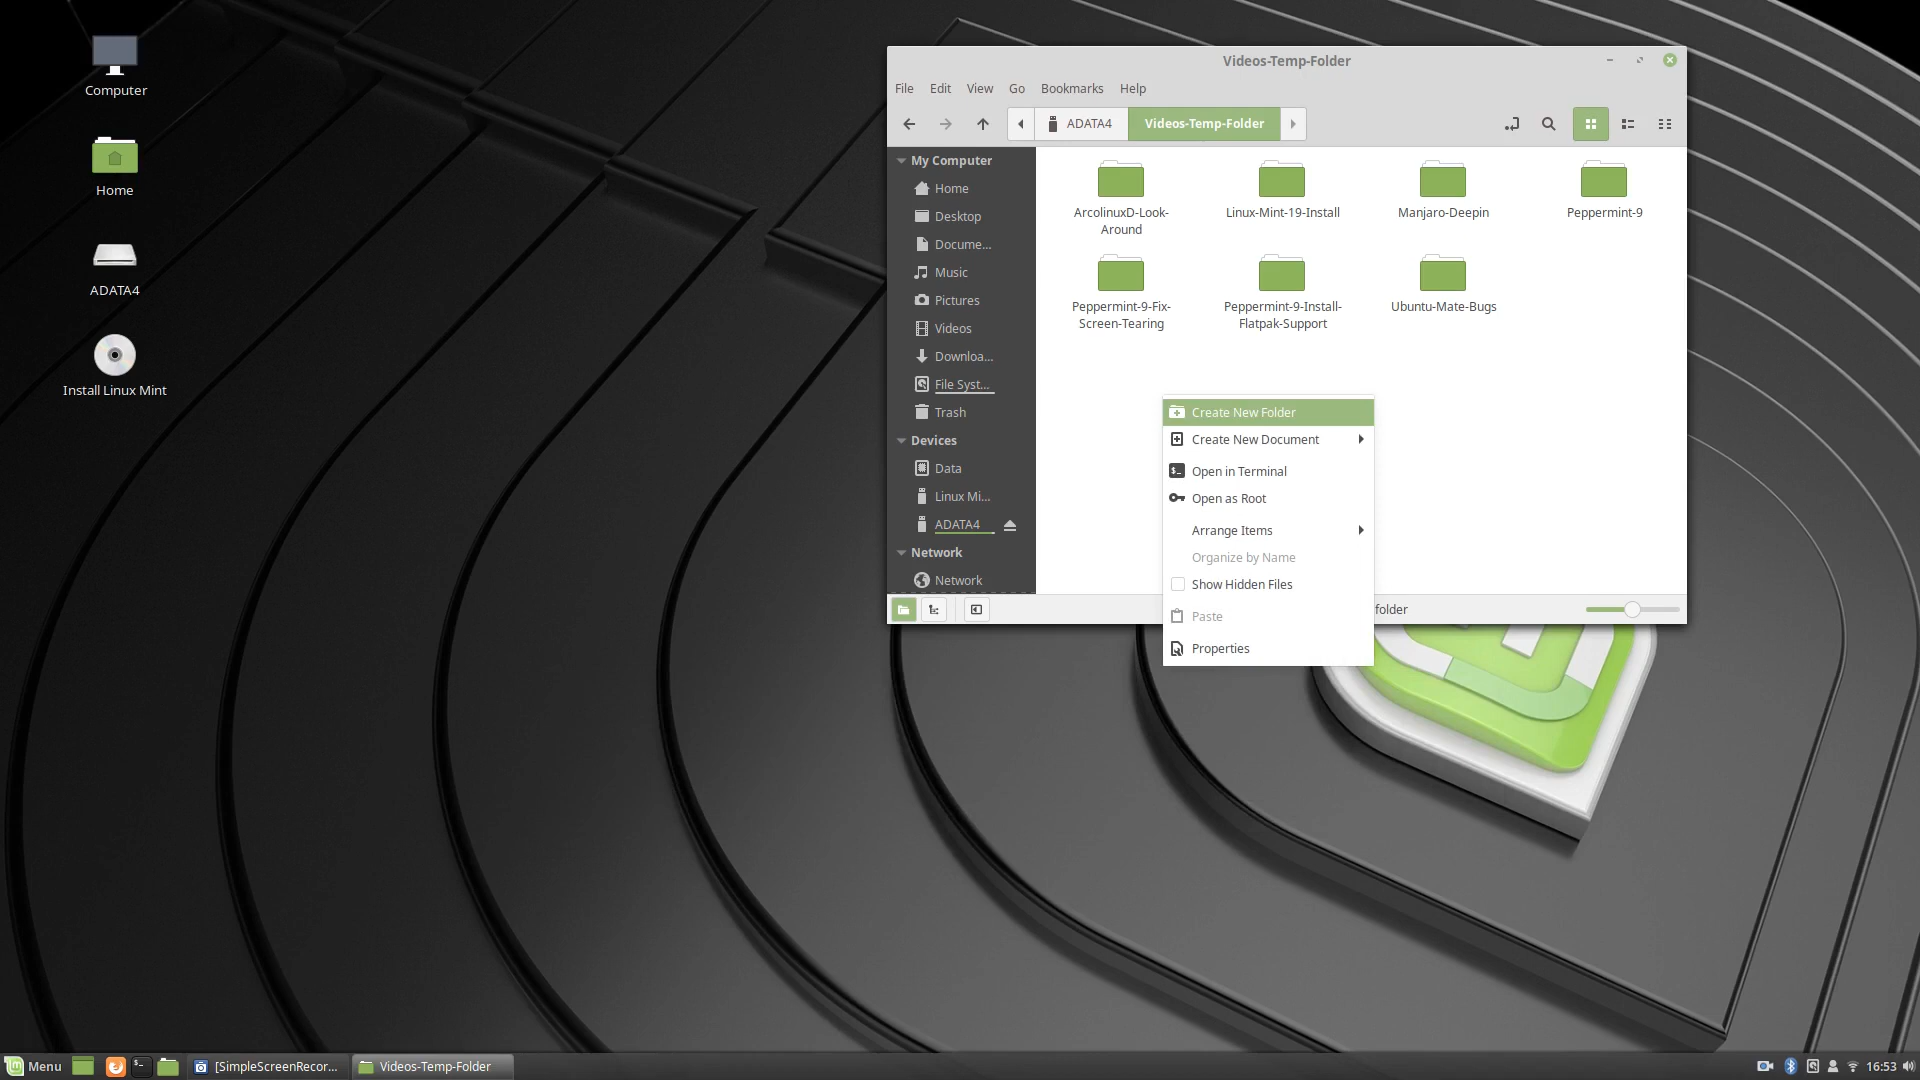 Computer
Home
ADATA4
Install Linux Mint
Videos-Temp-Folder
File Edit View Go Bookmarks Help
ADATA4 Videos-Temp-Folder
My Computer
Home
Desktop
Docume...
Music
Pictures
Videos
Downloa...
File Syst...
Trash
Devices
Data
Linux Mi...
ADATA4
Network
Network
ArcolinuxD-Look-
Around
Linux-Mint-19-Install
Manjaro-Deepin
Peppermint-9
Peppermint-9-Fix-
Screen-Tearing
Peppermint-9-Install-
Flatpak-Support
Ubuntu-Mate-Bugs
Create New Folder
Create New Document
Open in Terminal
Open as Root
Arrange Items
Organize by Name
Show Hidden Files
Paste
Properties
folder
Menu [SimpleScreenRecor... Videos-Temp-Folder 16:53